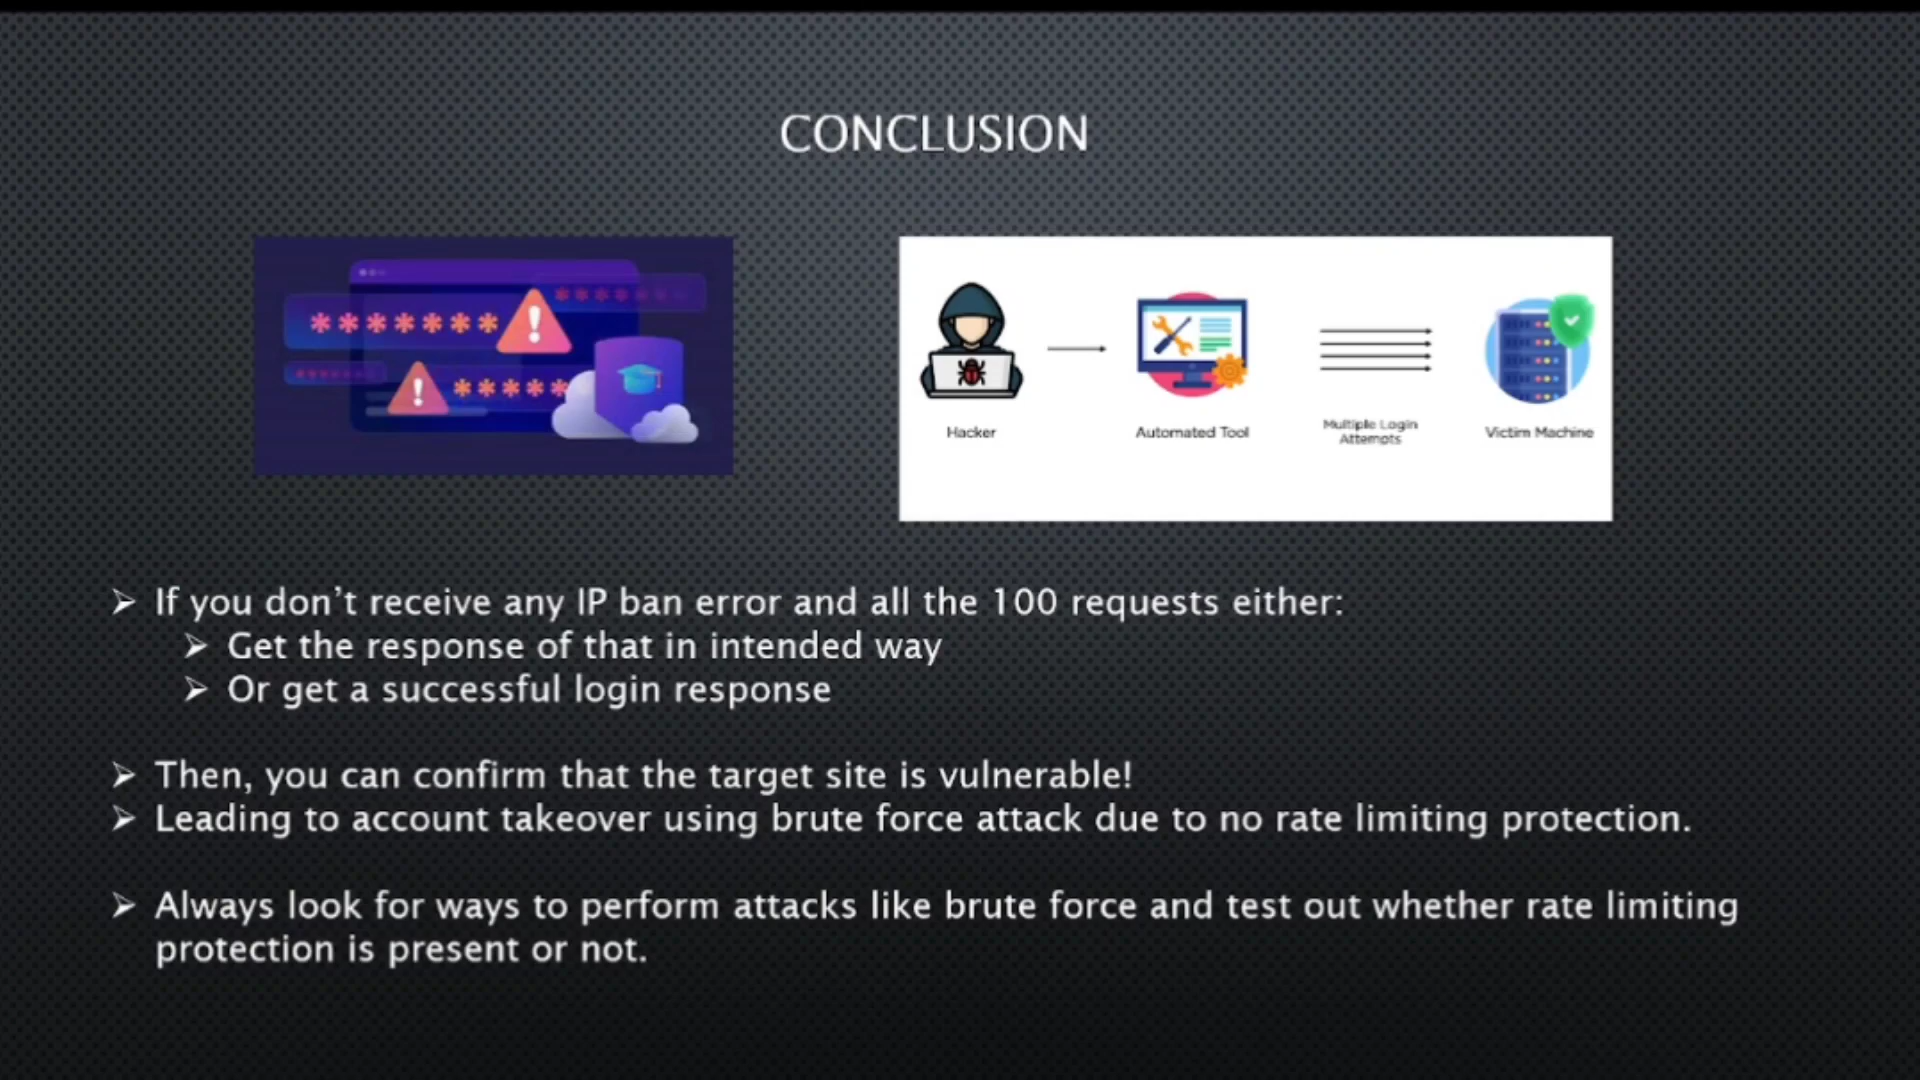 CONCLUSION
*******
*****
Hacker
Automated Tool
Multiple Login
Attempts
Victim Machine
➢ If you don’t receive any IP ban error and all the 100 requests either:
➢ Get the response of that in intended way
➢ Or get a successful login response
➢ Then, you can confirm that the target site is vulnerable!
➢ Leading to account takeover using brute force attack due to no rate limiting protection.
➢ Always look for ways to perform attacks like brute force and test out whether rate limiting
protection is present or not.